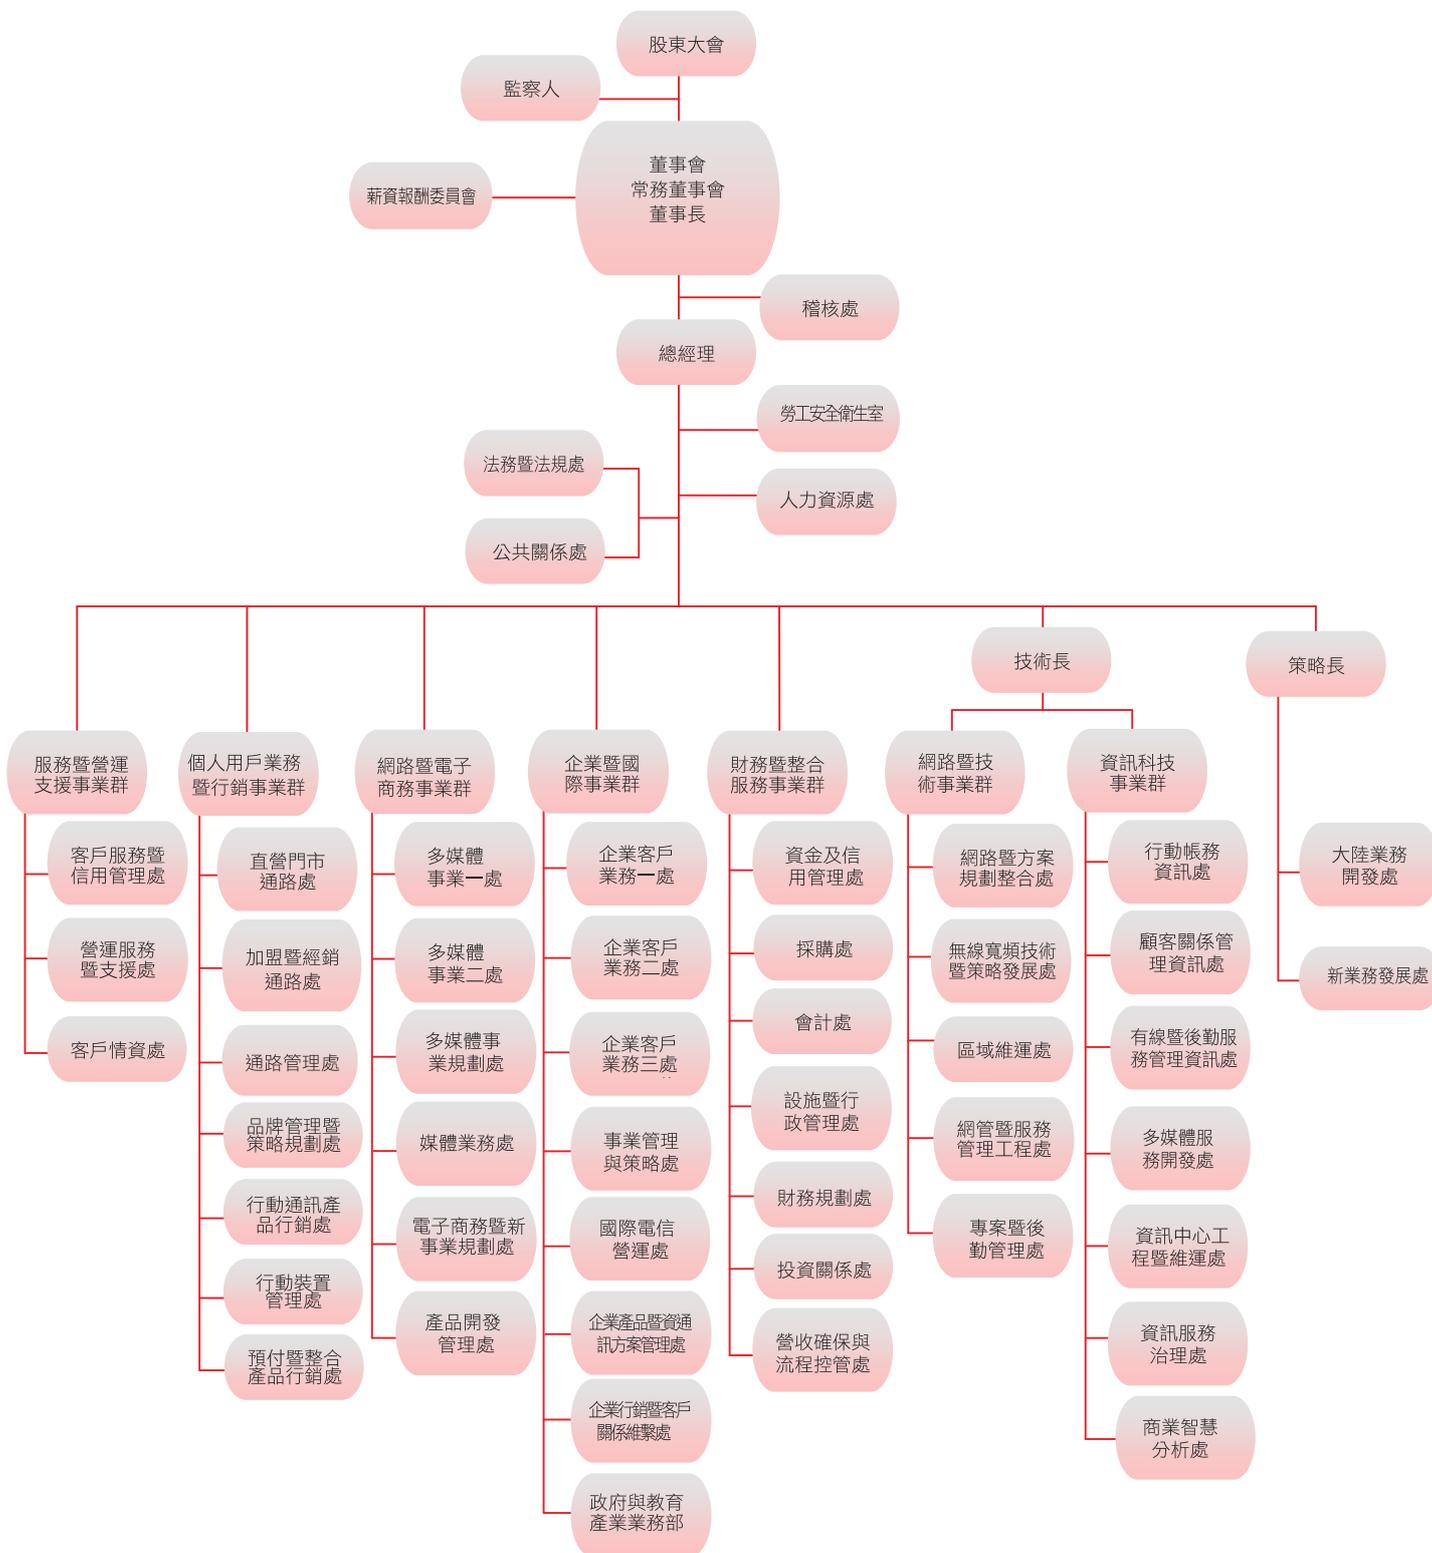 股東大會
監察人
董事會
常務董事會
董事長
薪資報酬委員會
稽核處
總經理
勞工安全衛生室
法務暨法規處
人力資源處
公共關係處
技術長
策略長
服務暨營運
支援事業群
客戶服務暨
信用管理處
營運服務
暨支援處
客戶情資處
個人用戶業務
暨行銷事業群
直營門市
通路處
加盟暨經銷
通路處
通路管理處
品牌管理暨
策略規劃處
行動通訊產
品行銷處
行動裝置
管理處
預付暨整合
產品行銷處
網路暨電子
商務事業群
多媒體
事業一處
多媒體
事業二處
多媒體事
業規劃處
媒體業務處
電子商務暨新
事業規劃處
產品開發
管理處
企業暨國
際事業群
企業客戶
業務一處
企業客戶
業務二處
企業客戶
業務三處
事業管理
與策略處
國際電信
營運處
企業產品暨資通
訊方案管理處
企業行銷暨客戶
關係維繫處
政府與教育
產業業務部
財務暨整合
服務事業群
資金及信
用管理處
採購處
會計處
設施暨行
政管理處
財務規劃處
投資關係處
營收確保與
流程控管處
網路暨技
術事業群
網路暨方案
規劃整合處
無線寬頻技術
暨策略發展處
區域維運處
網管暨服務
管理工程處
專案暨後
勤管理處
資訊科技
事業群
行動帳務
資訊處
顧客關係管
理資訊處
有線暨後勤服
務管理資訊處
多媒體服
務開發處
資訊中心工
程暨維運處
資訊服務
治理處
商業智慧
分析處
大陸業務
開發處
新業務發展處